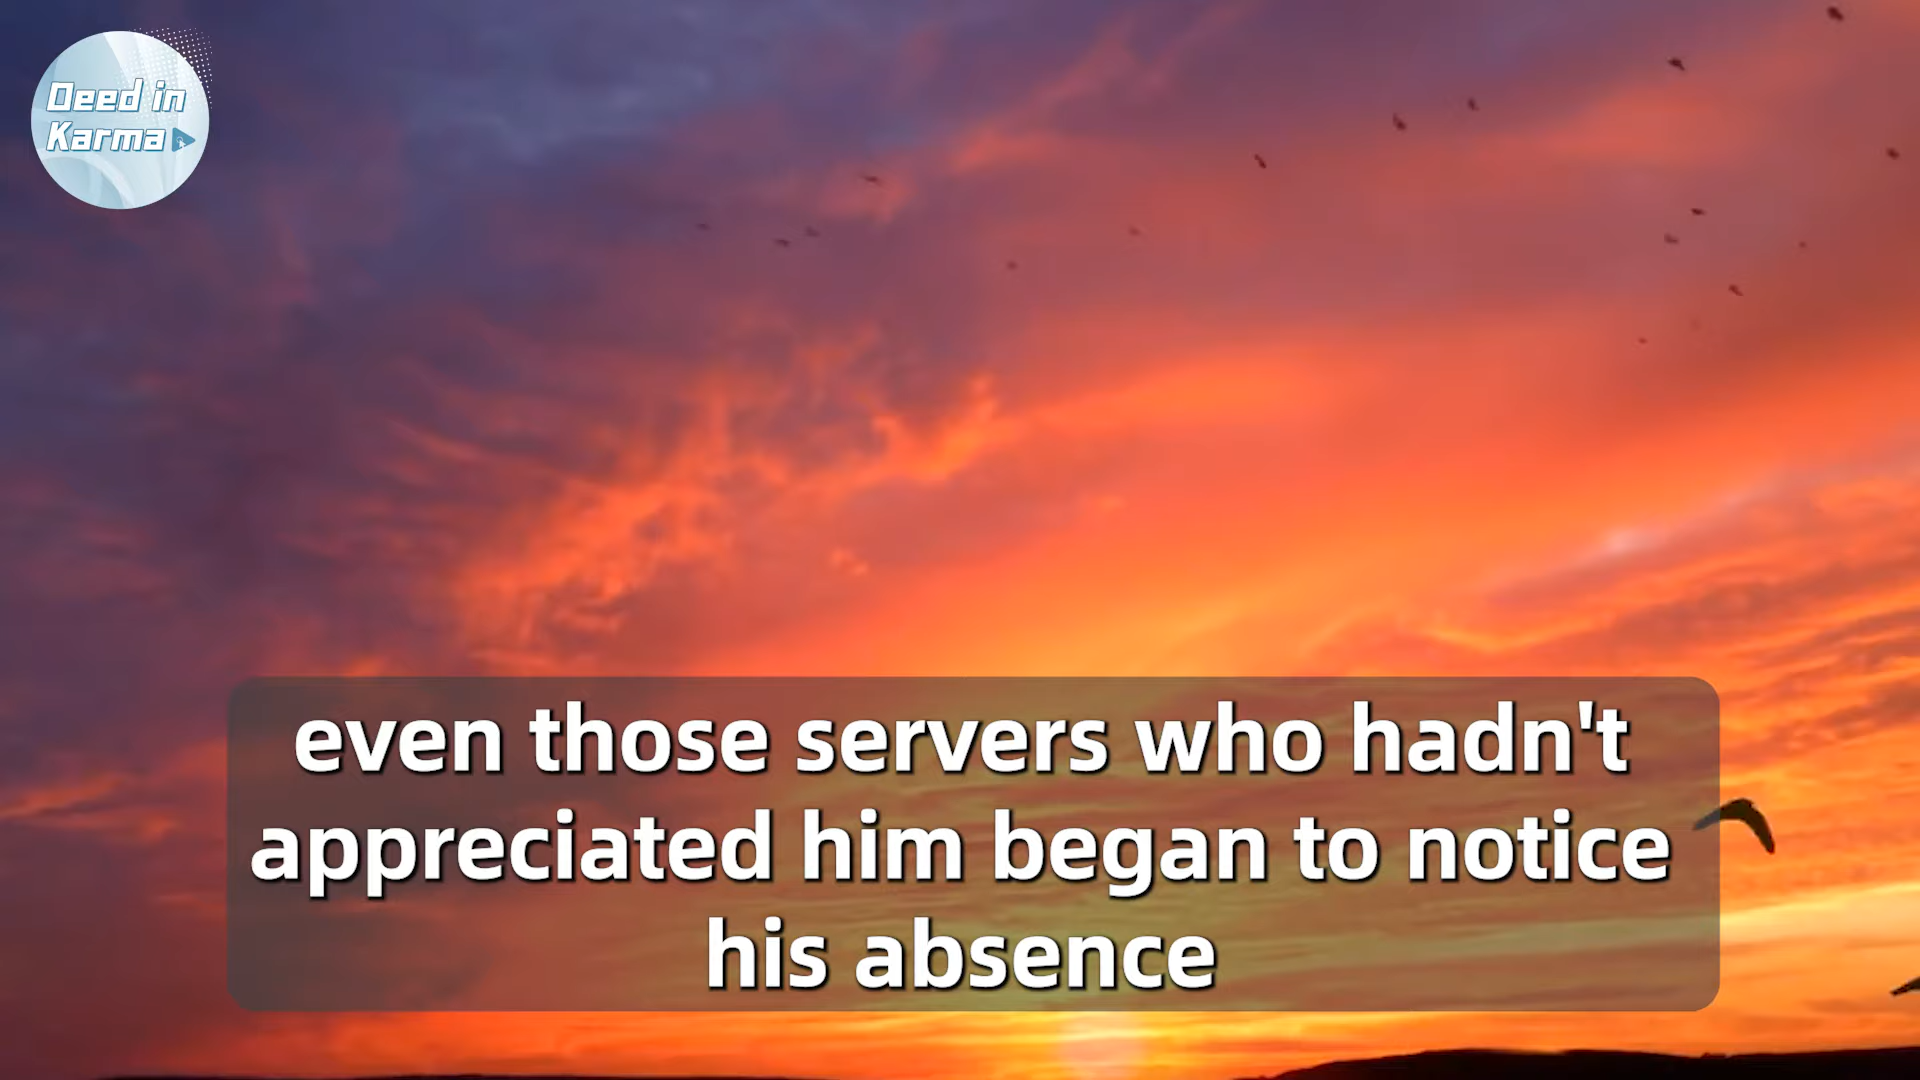 Deed in
Karma
even those servers who hadn't
appreciated him began to notice
his absence